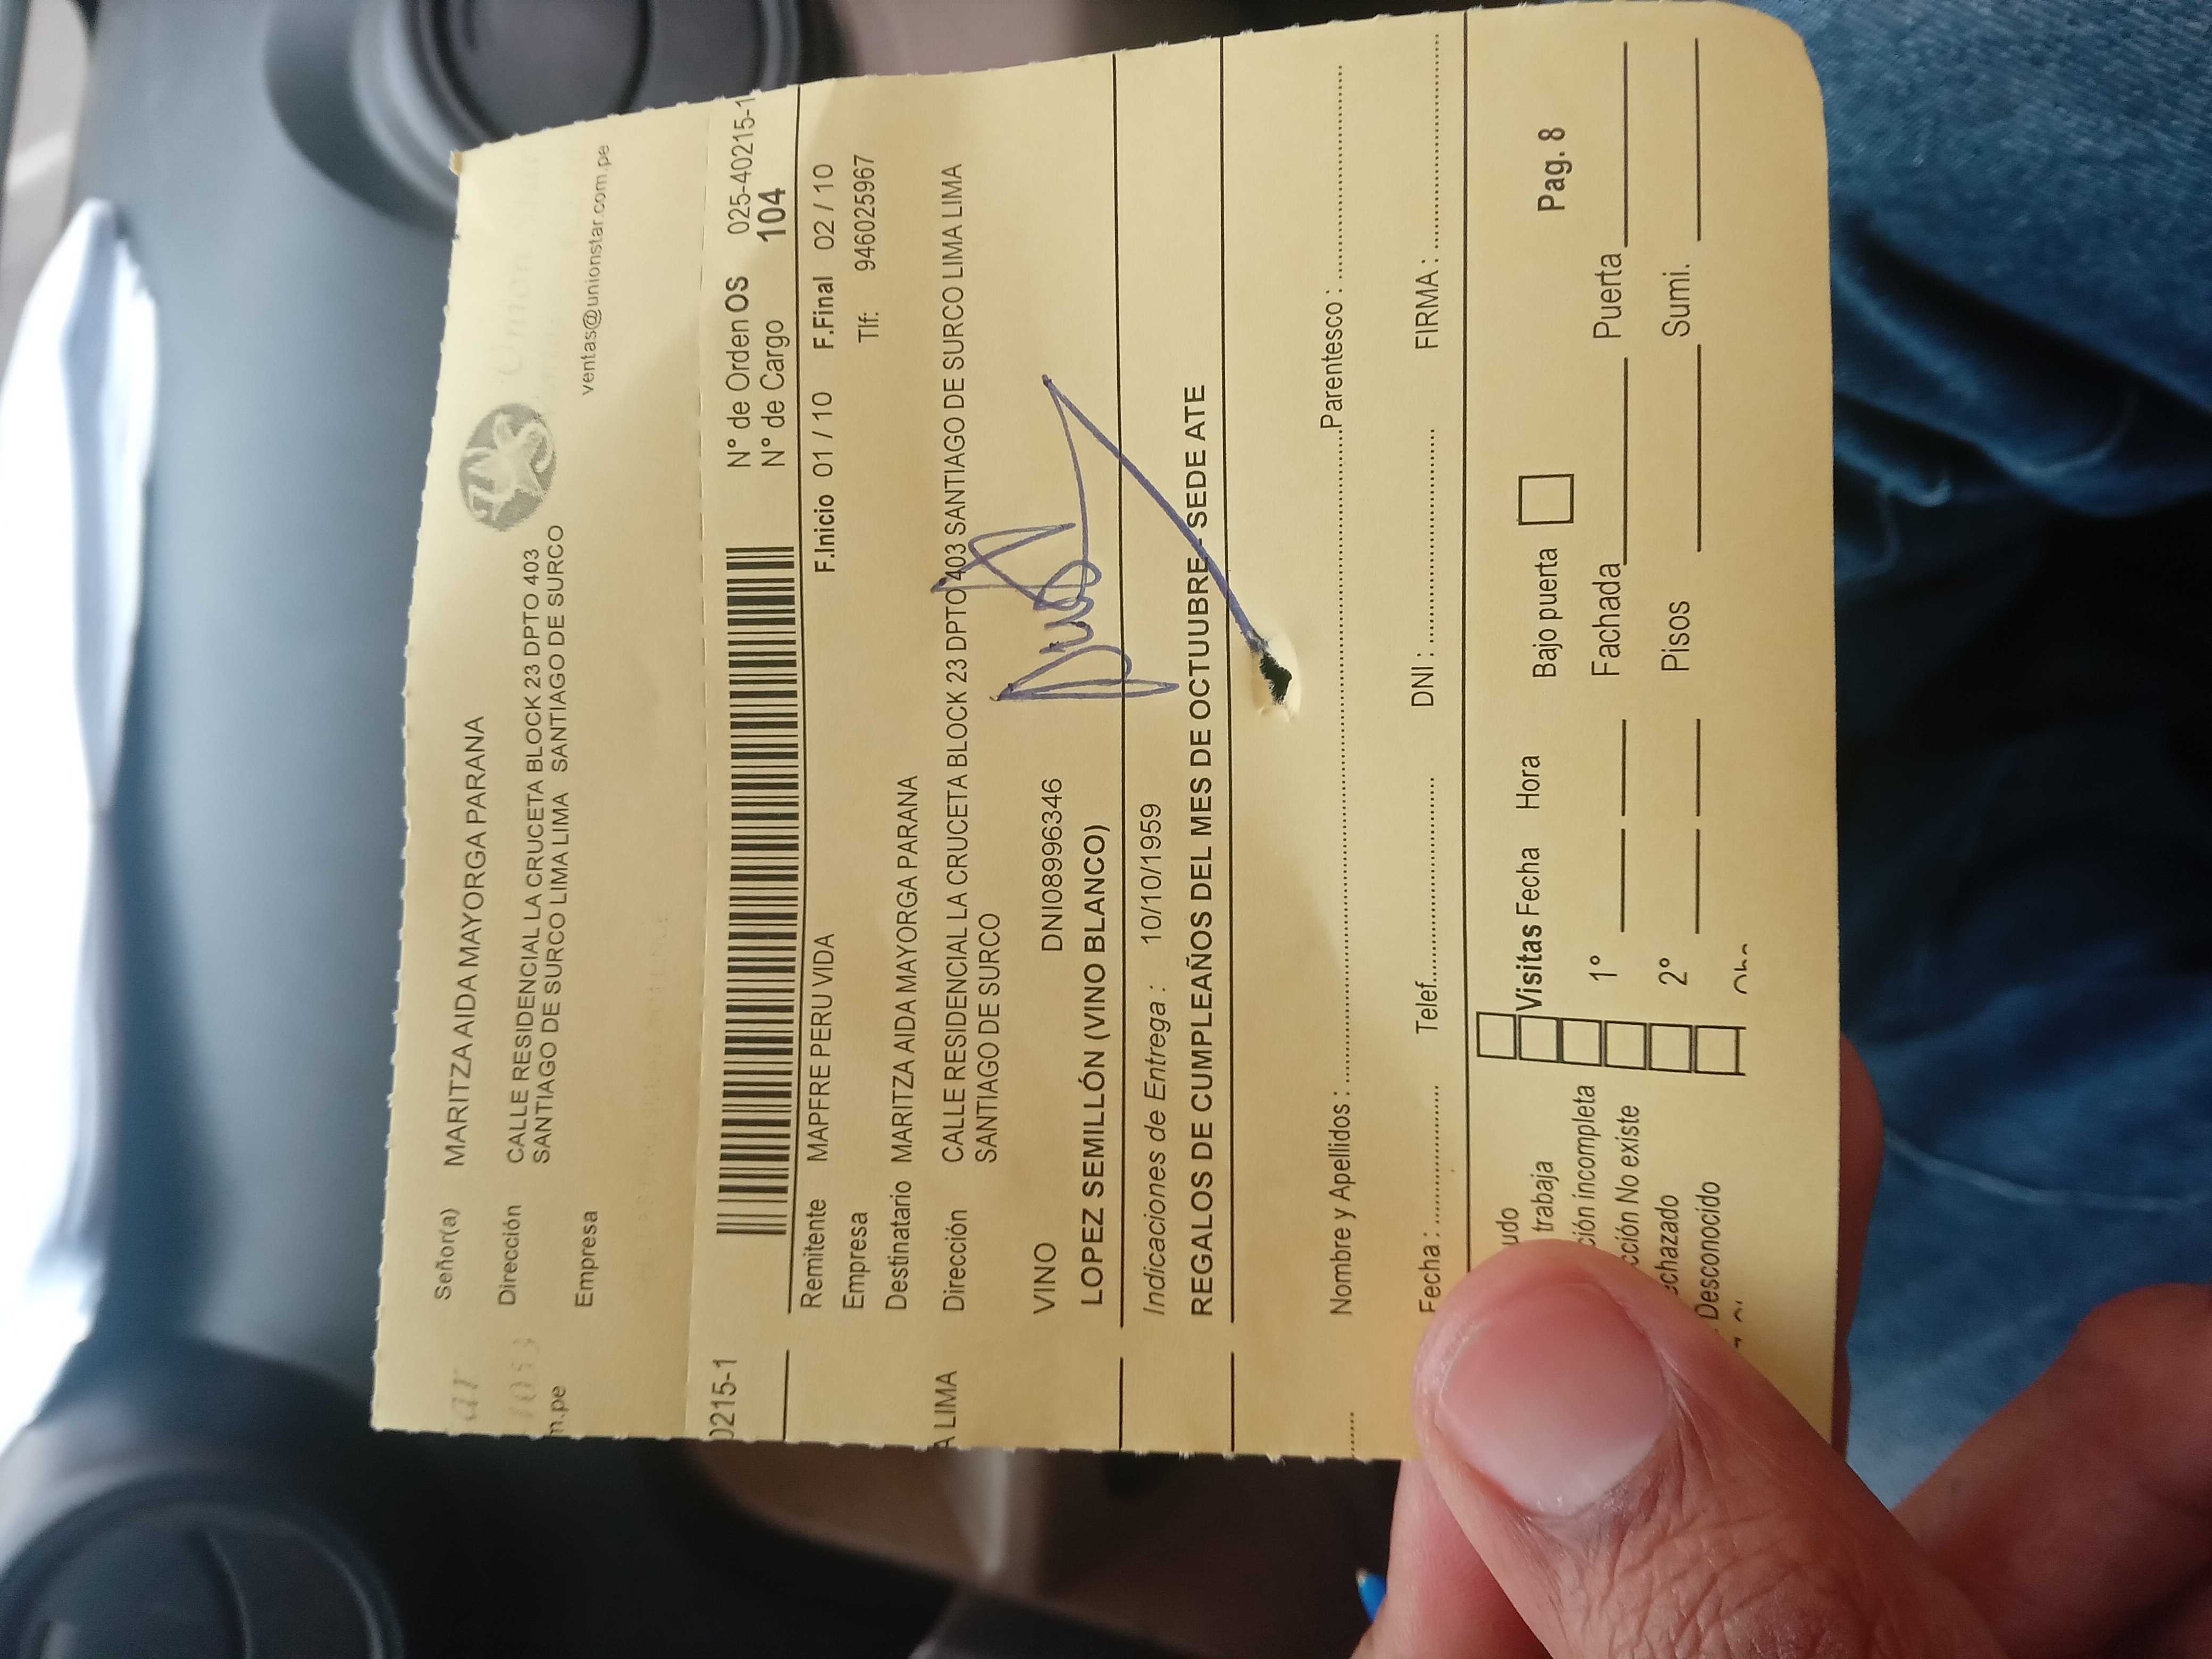 Señor(a) MARITZA AIDA MAYORGA PARANA
Dirección CALLE RESIDENCIAL LA CRUCETA BLOCK 23 DPTO 403
SANTIAGO DE SURCO LIMA LIMA SANTIAGO DE SURCO
Empresa
ventas@unionstar.com.pe
ar
m.pe
0215-1
N° de Orden OS 025-40215-1
N° de Cargo 104
Remitente MAPFRE PERU VIDA F.Inicio 01 / 10 F.Final 02 / 10
Empresa Tlf: 946025967
Destinatario MARITZA AIDA MAYORGA PARANA
A LIMA Dirección CALLE RESIDENCIAL LA CRUCETA BLOCK 23 DPTO 403 SANTIAGO DE SURCO LIMA LIMA
SANTIAGO DE SURCO
VINO DNI08996346
LOPEZ SEMILLÓN (VINO BLANCO)
Indicaciones de Entrega : 10/10/1959
REGALOS DE CUMPLEAÑOS DEL MES DE OCTUUBRE - SEDE ATE
Nombre y Apellidos : Parentesco :
Fecha : Telef. DNI : FIRMA :
udo
trabaja Visitas Fecha Hora Bajo puerta Pag. 8
ción incompleta 1° Fachada Puerta
cción No existe
echazado 2° Pisos Sumi.
Desconocido